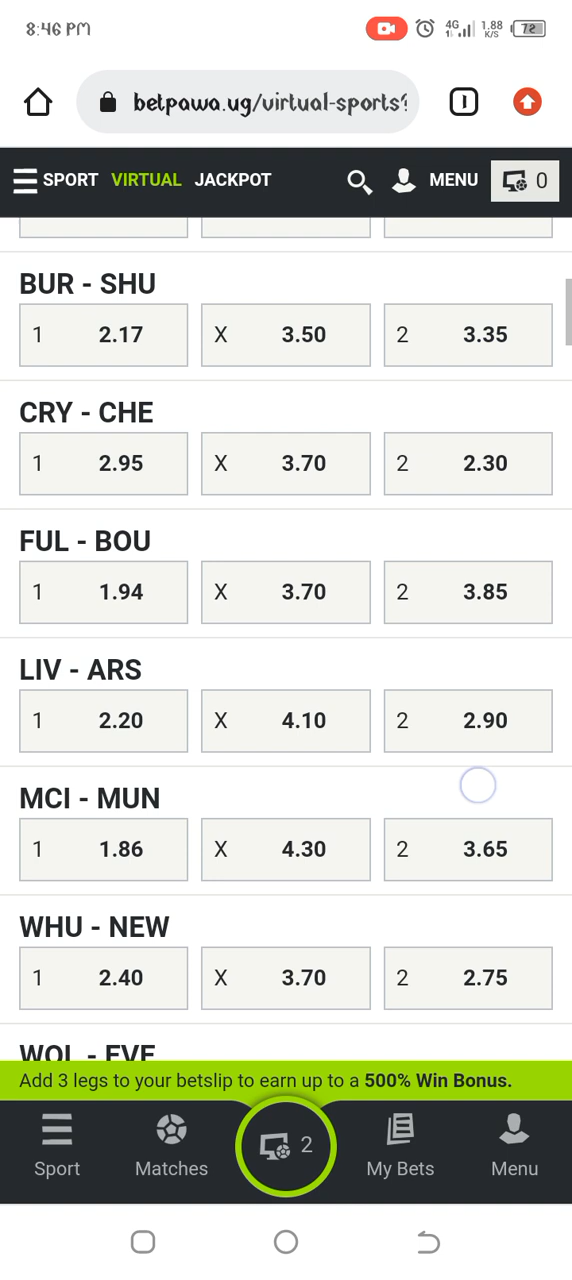 8:46 PM 4G 1.88 K/S 72
betpawa.ug/virtual-sports?
SPORT VIRTUAL JACKPOT MENU 0
BUR - SHU
1 2.17 X 3.50 2 3.35
CRY - CHE
1 2.95 X 3.70 2 2.30
FUL - BOU
1 1.94 X 3.70 2 3.85
LIV - ARS
1 2.20 X 4.10 2 2.90
MCI - MUN
1 1.86 X 4.30 2 3.65
WHU - NEW
1 2.40 X 3.70 2 2.75
WOL - EVE
Add 3 legs to your betslip to earn up to a 500% Win Bonus.
2
Sport Matches My Bets Menu